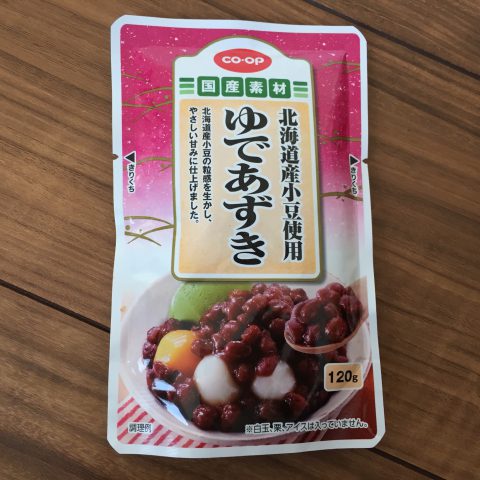 CO・OP
国産素材
北海道産小豆使用
ゆであずき
北海道産小豆の粒感を生かし、
やさしい甘みに仕上げました。
きりくち
きりくち
120g
調理例
※白玉、栗、アイスは入っていません。